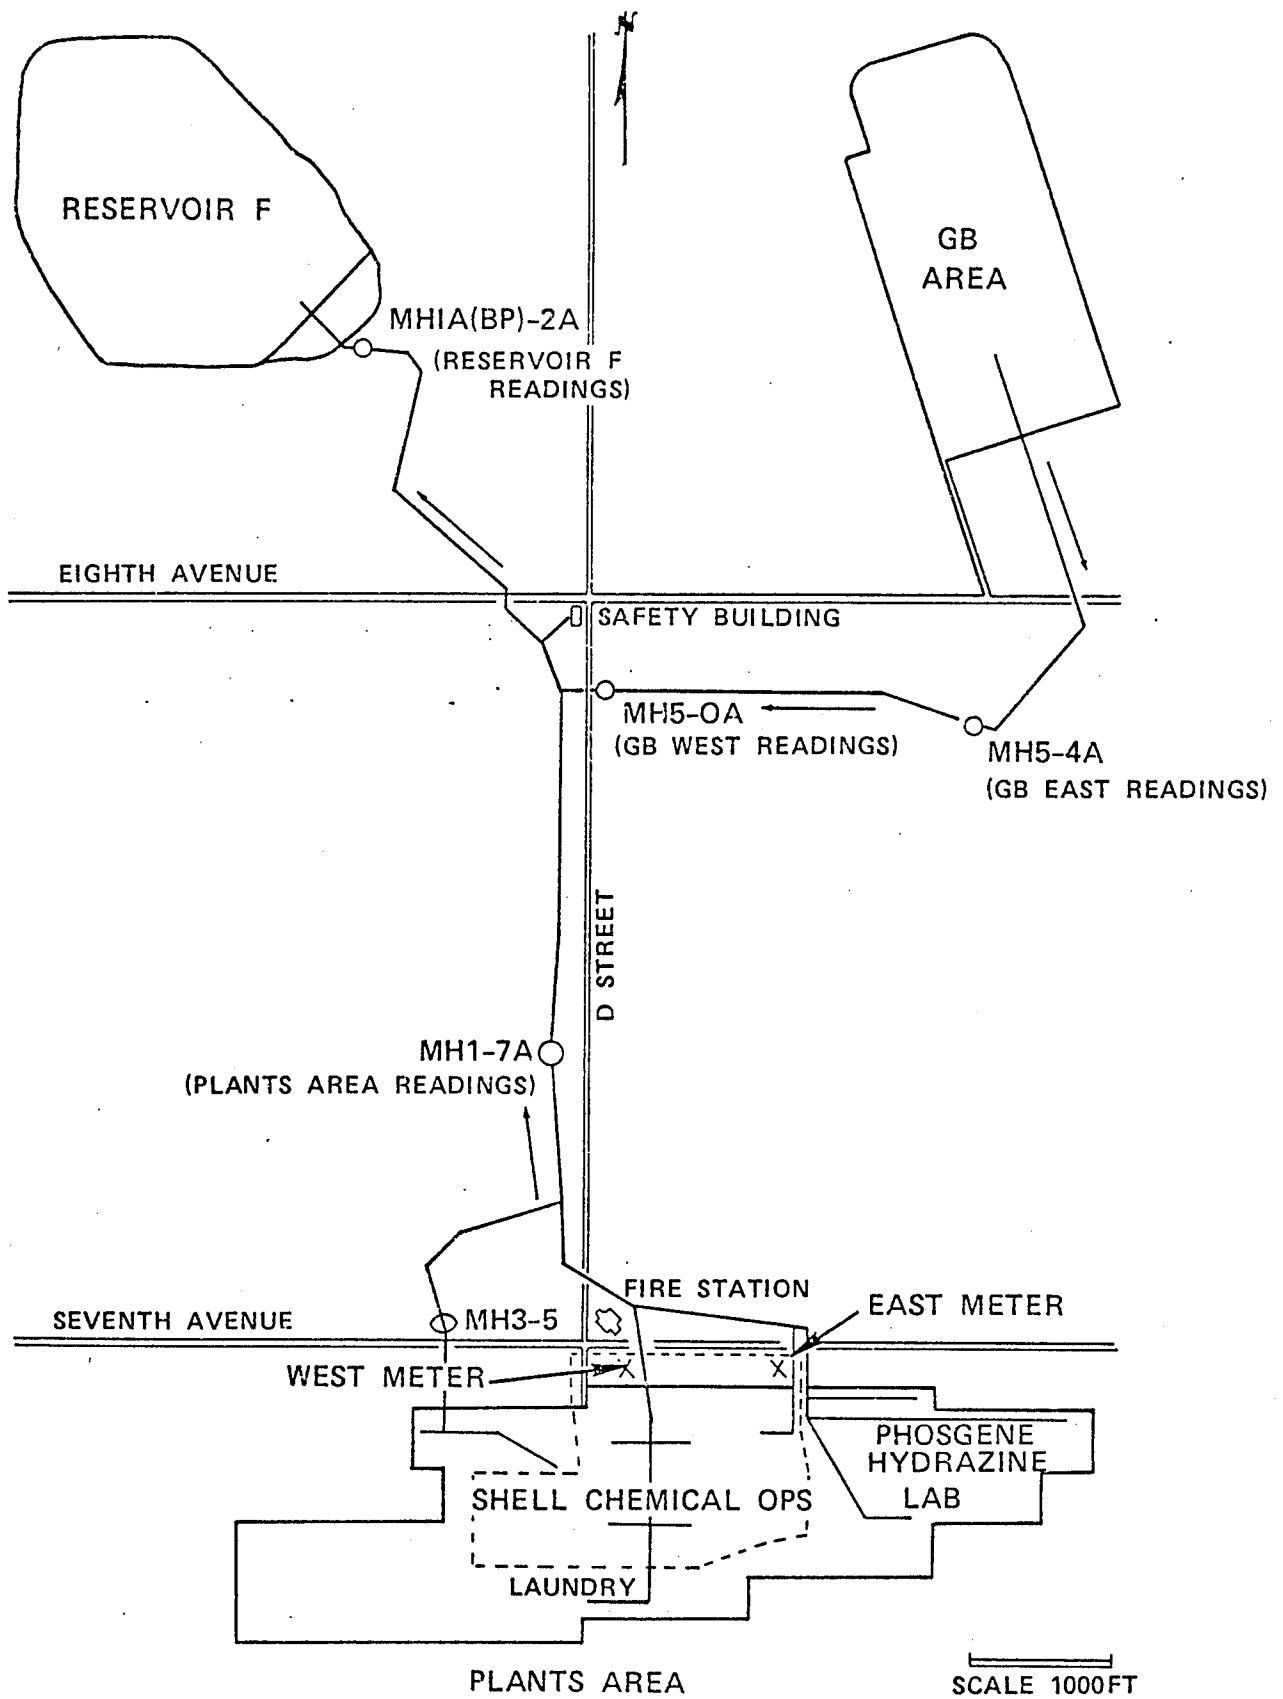 N
RESERVOIR F
GB
AREA
MH1A(BP)-2A
(RESERVOIR F
READINGS)
EIGHTH AVENUE
SAFETY BUILDING
MH5-0A
(GB WEST READINGS)
MH5-4A
(GB EAST READINGS)
D STREET
MH1-7A
(PLANTS AREA READINGS)
FIRE STATION
EAST METER
SEVENTH AVENUE
MH3-5
WEST METER
PHOSGENE
HYDRAZINE
LAB
SHELL CHEMICAL OPS
LAUNDRY
PLANTS AREA
SCALE 1000FT